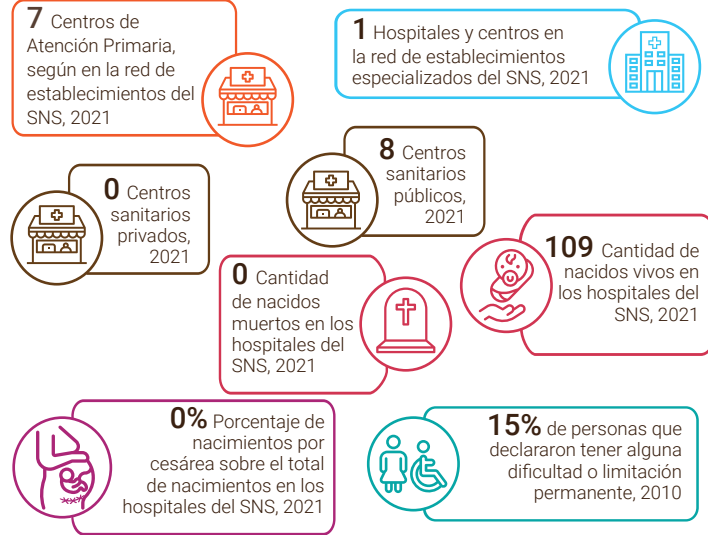 7 Centros de
Atención Primaria,
según en la red de
establecimientos del
SNS, 2021
1 Hospitales y centros en
la red de establecimientos
especializados del SNS, 2021
0 Centros
sanitarios
privados,
2021
8 Centros
sanitarios
públicos,
2021
0 Cantidad
de nacidos
muertos en los
hospitales del
SNS, 2021
109 Cantidad de
nacidos vivos en
los hospitales del
SNS, 2021
0% Porcentaje de
nacimientos por
cesárea sobre el total
de nacimientos en los
hospitales del SNS, 2021
15% de personas que
declararon tener alguna
dificultad o limitación
permanente, 2010